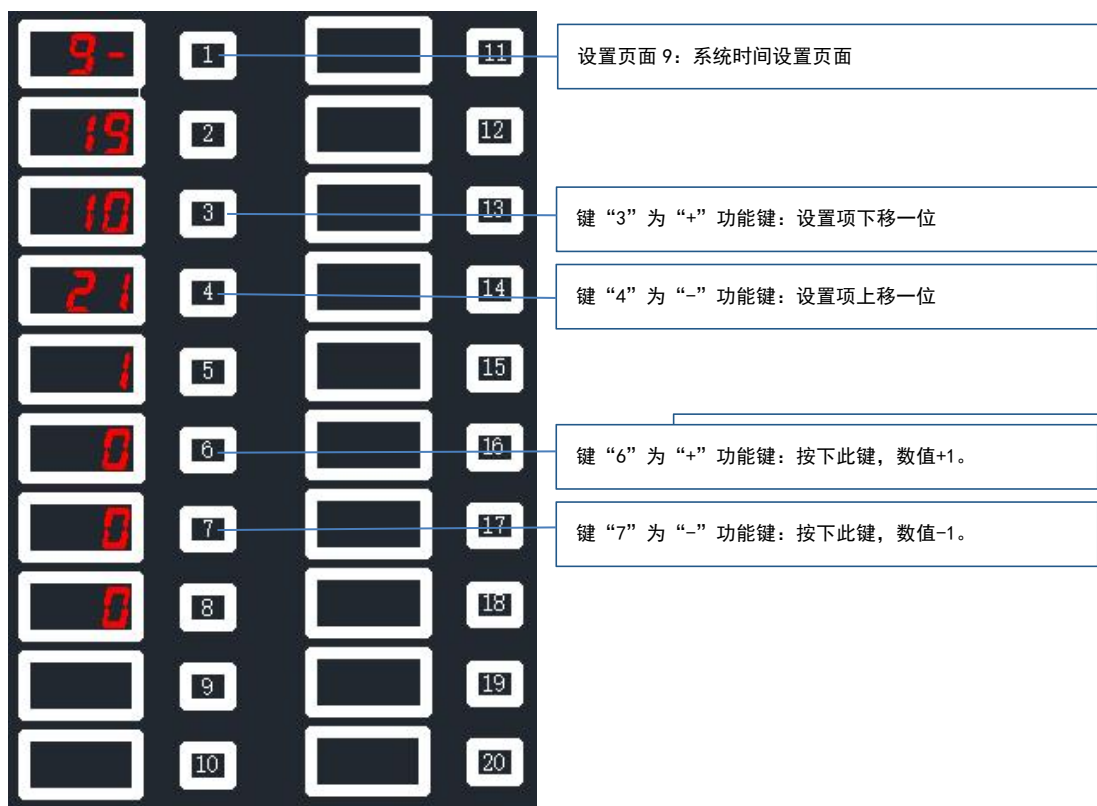 9- 1 11 设置页面 9：系统时间设置页面
19 2 12
10 3 13 键“3”为“+”功能键：设置项下移一位
21 4 14 键“4”为“-”功能键：设置项上移一位
1 5 15
0 6 16 键“6”为“+”功能键：按下此键，数值+1。
0 7 17 键“7”为“-”功能键：按下此键，数值-1。
0 8 18
9 19
10 20